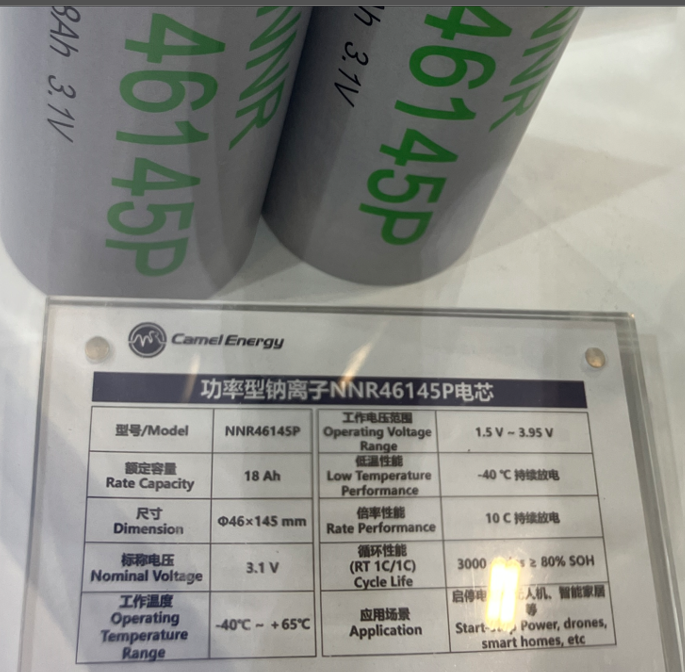 8Ah 3.1V
NNR
46145P
h 3.1V
NNR
46145P
Camel Energy
功率型钠离子NNR46145P电芯
型号/Model
NNR46145P
工作电压范围
Operating Voltage
Range
1.5 V ~ 3.95 V
额定容量
Rate Capacity
18 Ah
低温性能
Low Temperature
Performance
-40 ℃ 持续放电
尺寸
Dimension
Φ46×145 mm
倍率性能
Rate Performance
10 C 持续放电
标称电压
Nominal Voltage
3.1 V
循环性能
(RT 1C/1C)
Cycle Life
3000 ≥ 80% SOH
工作温度
Operating
Temperature
Range
-40℃ ~ +65℃
应用场景
Application
启停电 人机、智能家居
等
Power, drones,
smart homes, etc